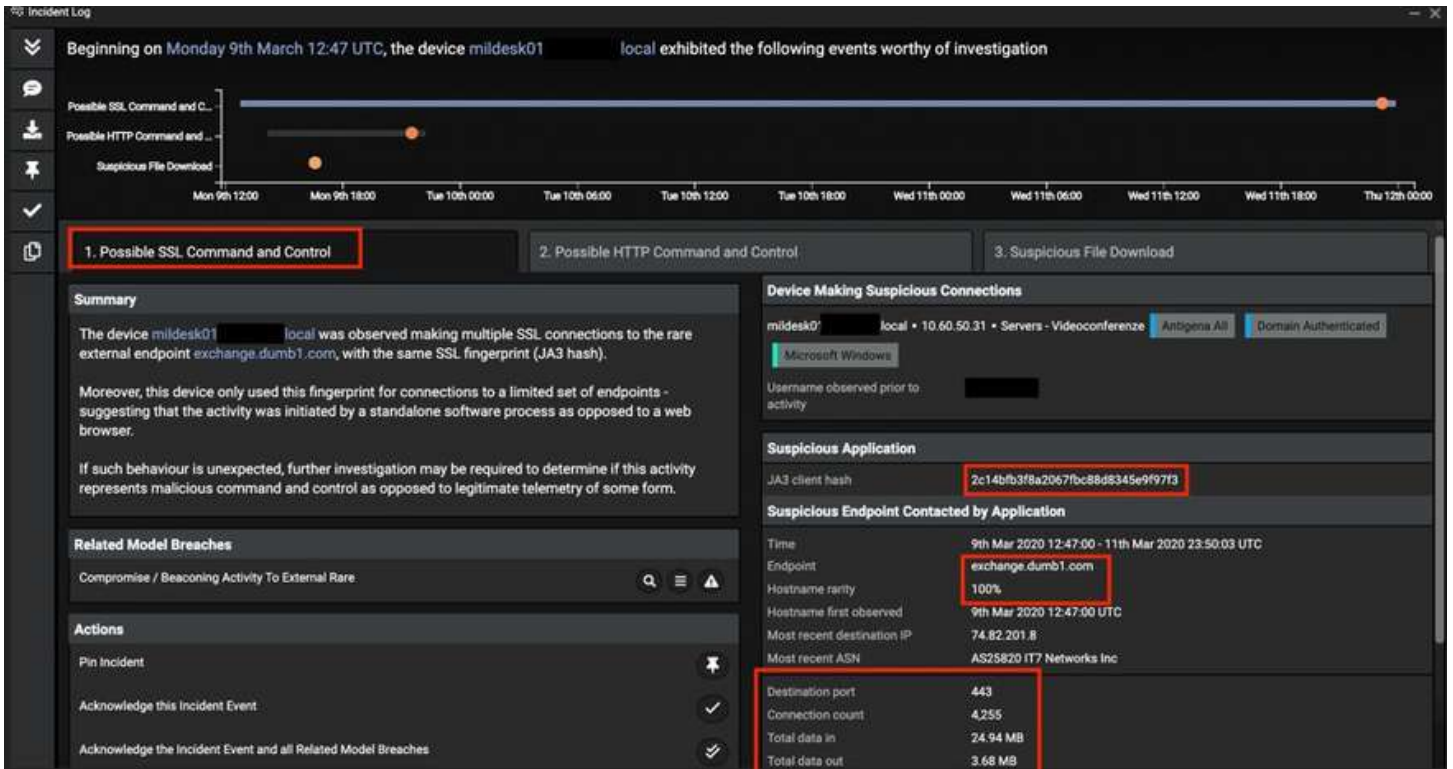 Incident Log
Beginning on Monday 9th March 12:47 UTC, the device mildesk01 local exhibited the following events worthy of investigation
Possible SSL Command and C...
Possible HTTP Command and ...
Suspicious File Download
Mon 9th 12:00 Mon 9th 18:00 Tue 10th 00:00 Tue 10th 06:00 Tue 10th 12:00 Tue 10th 18:00 Wed 11th 00:00 Wed 11th 06:00 Wed 11th 12:00 Wed 11th 18:00 Thu 12th 00:00
1. Possible SSL Command and Control 2. Possible HTTP Command and Control 3. Suspicious File Download
Summary
The device mildesk01 local was observed making multiple SSL connections to the rare
external endpoint exchange.dumb1.com, with the same SSL fingerprint (JA3 hash).
Moreover, this device only used this fingerprint for connections to a limited set of endpoints -
suggesting that the activity was initiated by a standalone software process as opposed to a web
browser.
If such behaviour is unexpected, further investigation may be required to determine if this activity
represents malicious command and control as opposed to legitimate telemetry of some form.
Related Model Breaches
Compromise / Beaconing Activity To External Rare
Actions
Pin Incident
Acknowledge this Incident Event
Acknowledge the Incident Event and all Related Model Breaches
Device Making Suspicious Connections
mildesk0 local • 10.60.50.31 • Servers - Videoconferenze Antigena All Domain Authenticated
Microsoft Windows
Username observed prior to
activity
Suspicious Application
JA3 client hash 2c14bfb3f8a2067fbc88d8345e9f97f3
Suspicious Endpoint Contacted by Application
Time 9th Mar 2020 12:47:00 - 11th Mar 2020 23:50:03 UTC
Endpoint exchange.dumb1.com
Hostname rarity 100%
Hostname first observed 9th Mar 2020 12:47:00 UTC
Most recent destination IP 74.82.201.8
Most recent ASN AS25820 IT7 Networks Inc
Destination port 443
Connection count 4,255
Total data in 24.94 MB
Total data out 3.68 MB